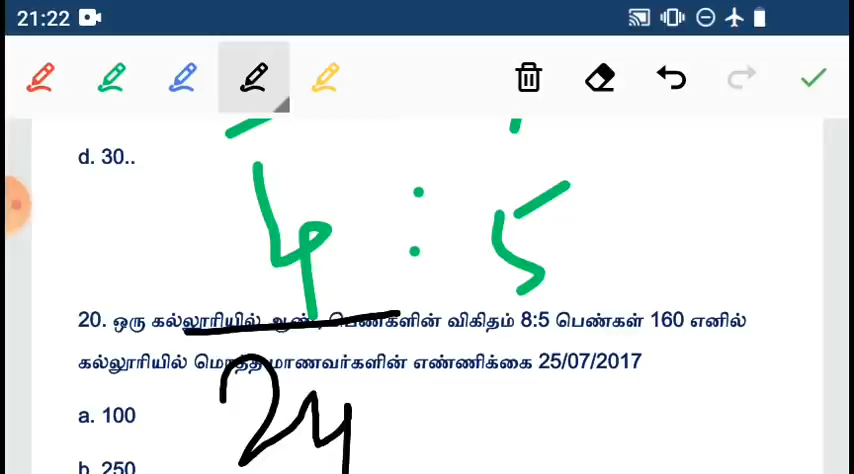 21:22
d. 30..
4 : 5
20. ஒரு கல்லூரியில் ஆண், பெண்களின் விகிதம் 8:5 பெண்கள் 160 எனில்
கல்லூரியில் மொத்த மாணவர்களின் எண்ணிக்கை 25/07/2017
a. 100
24
b. 250